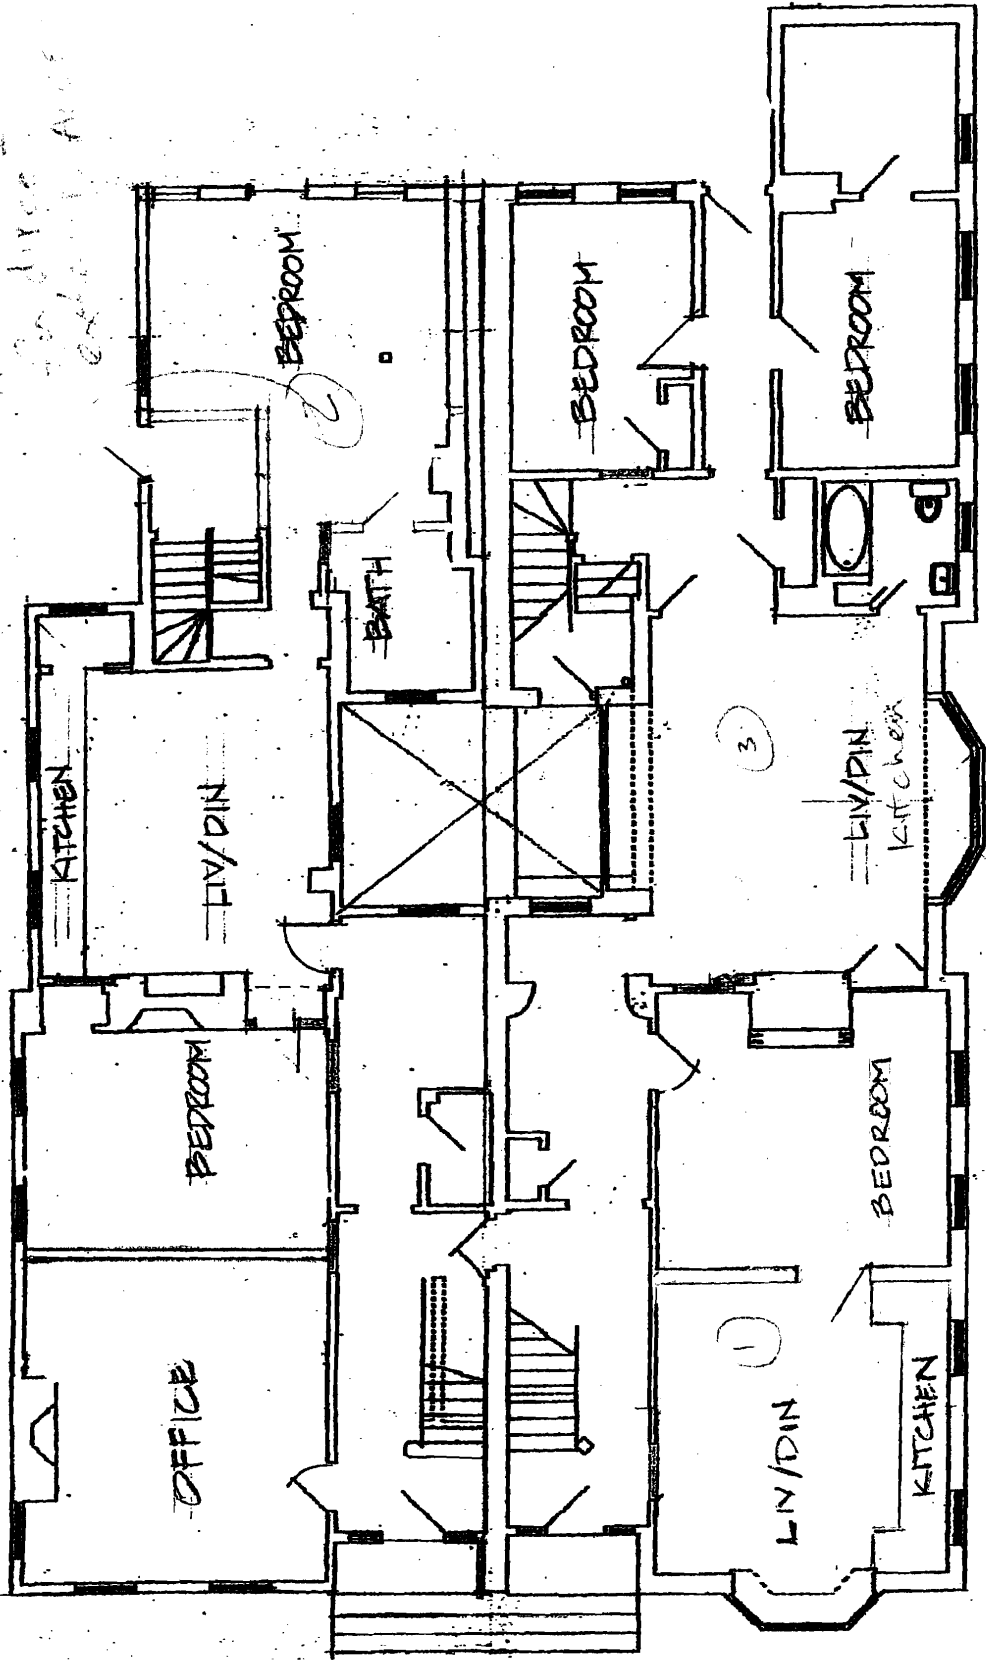 BEDROOM
2
BEDROOM
BEDROOM
BATH
KITCHEN
LIV/DIN
3
LIV/DIN
Kitchen
BEDROOM
BEDROOM
OFFICE
1
LIV/DIN
KITCHEN